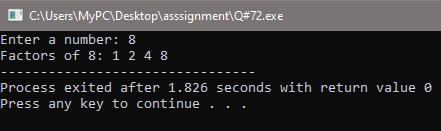 C:\Users\MyPC\Desktop\asssignment\Q#72.exe
Enter a number: 8
Factors of 8: 1 2 4 8
--------------------------------
Process exited after 1.826 seconds with return value 0
Press any key to continue . . .